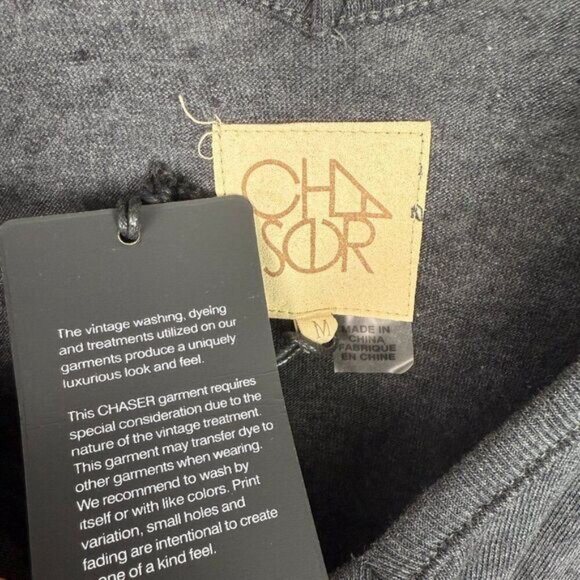 CHA
SER
M
MADE IN
CHINA
FABRIQUE
EN CHINE
The vintage washing, dyeing
and treatments utilized on our
garments produce a uniquely
luxurious look and feel.
This CHASER garment requires
special consideration due to the
nature of the vintage treatment.
This garment may transfer dye to
other garments when wearing.
We recommend to wash by
itself or with like colors. Print
variation, small holes and
fading are intentional to create
one of a kind feel.